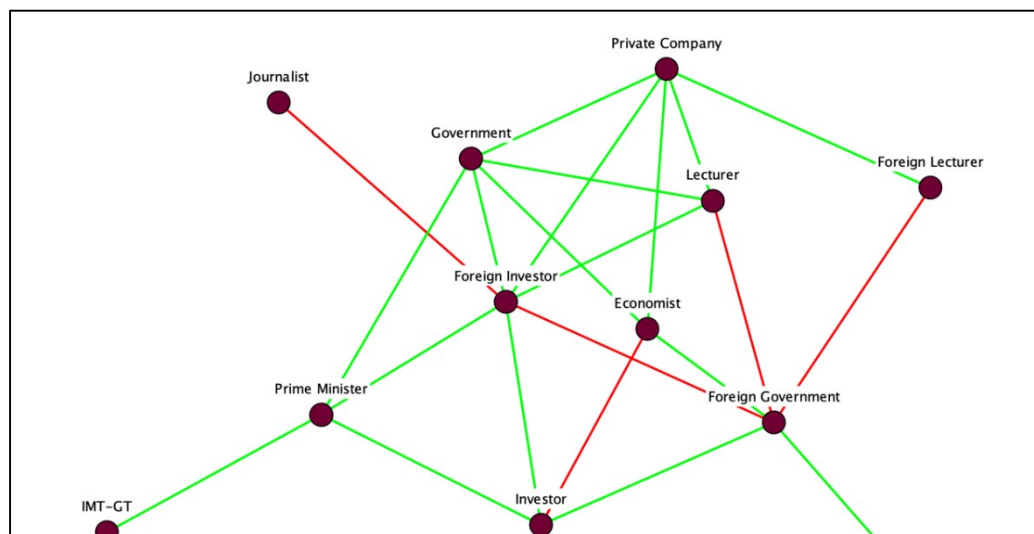 Private Company
Journalist
Government
Foreign Lecturer
Lecturer
Foreign Investor
Economist
Prime Minister
Foreign Government
Investor
IMT-GT